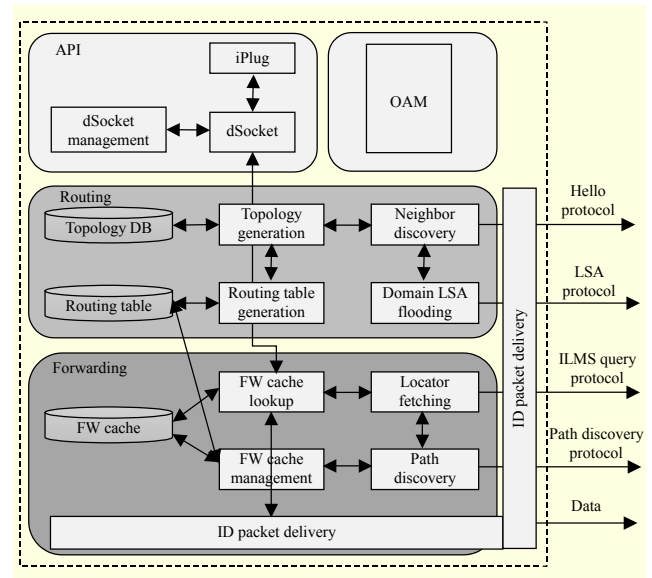 API
iPlug
dSocket
management
dSocket
OAM
Routing
Topology DB
Topology
generation
Neighbor
discovery
Hello
protocol
Routing table
Routing table
generation
Domain LSA
flooding
LSA
protocol
Forwarding
FW cache
lookup
Locator
fetching
ILMS query
protocol
FW cache
FW cache
management
Path
discovery
Path discovery
protocol
ID packet delivery
ID packet delivery
Data